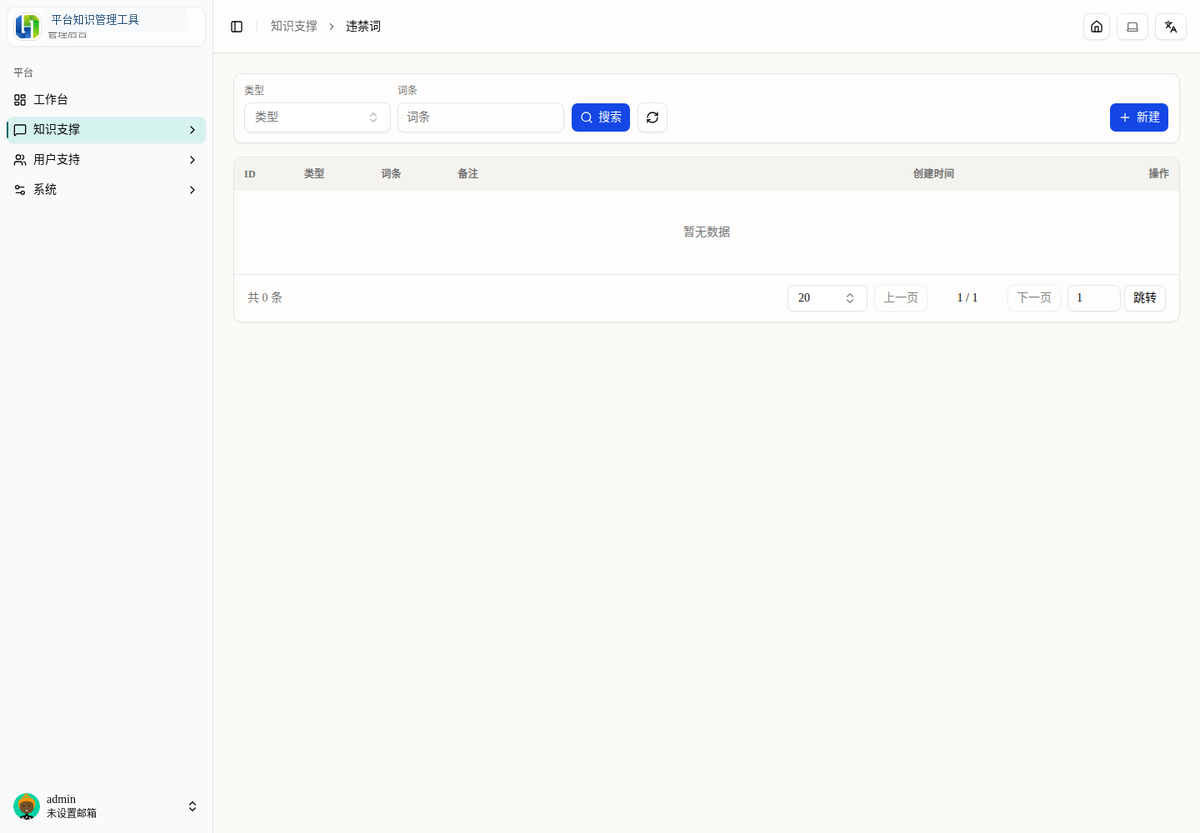 平台知识管理工具
管理后台
平台
工作台
知识支撑
用户支持
系统
admin
未设置邮箱
知识支撑 > 违禁词
类型 词条
类型 词条 搜索 新建
ID 类型 词条 备注 创建时间 操作
暂无数据
共 0 条 20 上一页 1 / 1 下一页 1 跳转